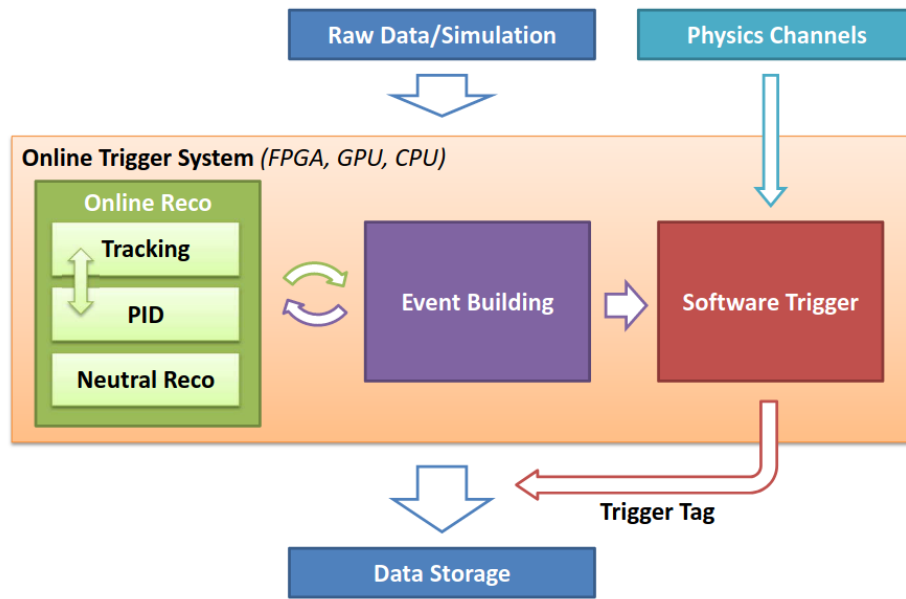 Raw Data/Simulation
Physics Channels
Online Trigger System (FPGA, GPU, CPU)
Online Reco
Tracking
PID
Neutral Reco
Event Building
Software Trigger
Trigger Tag
Data Storage